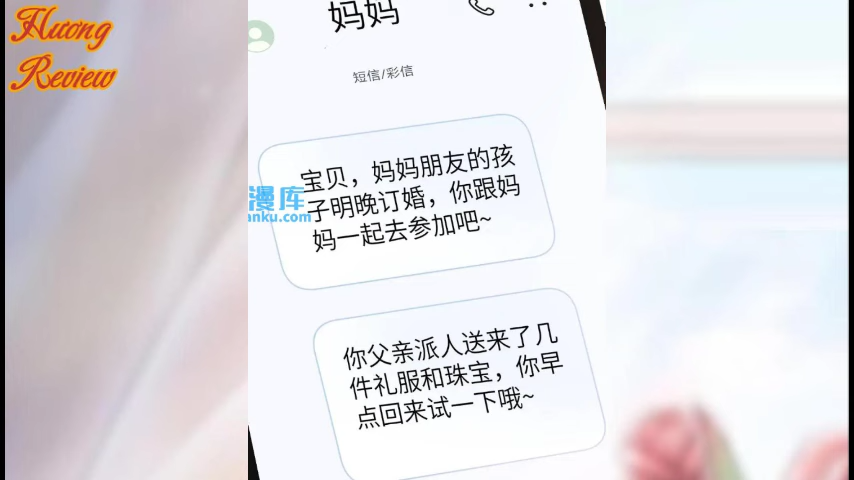 Hương
Review
妈妈
短信/彩信
宝贝，妈妈朋友的孩
子明晚订婚，你跟妈
妈一起去参加吧~
漫库
anku.com
你父亲派人送来了几
件礼服和珠宝，你早
点回来试一下哦~